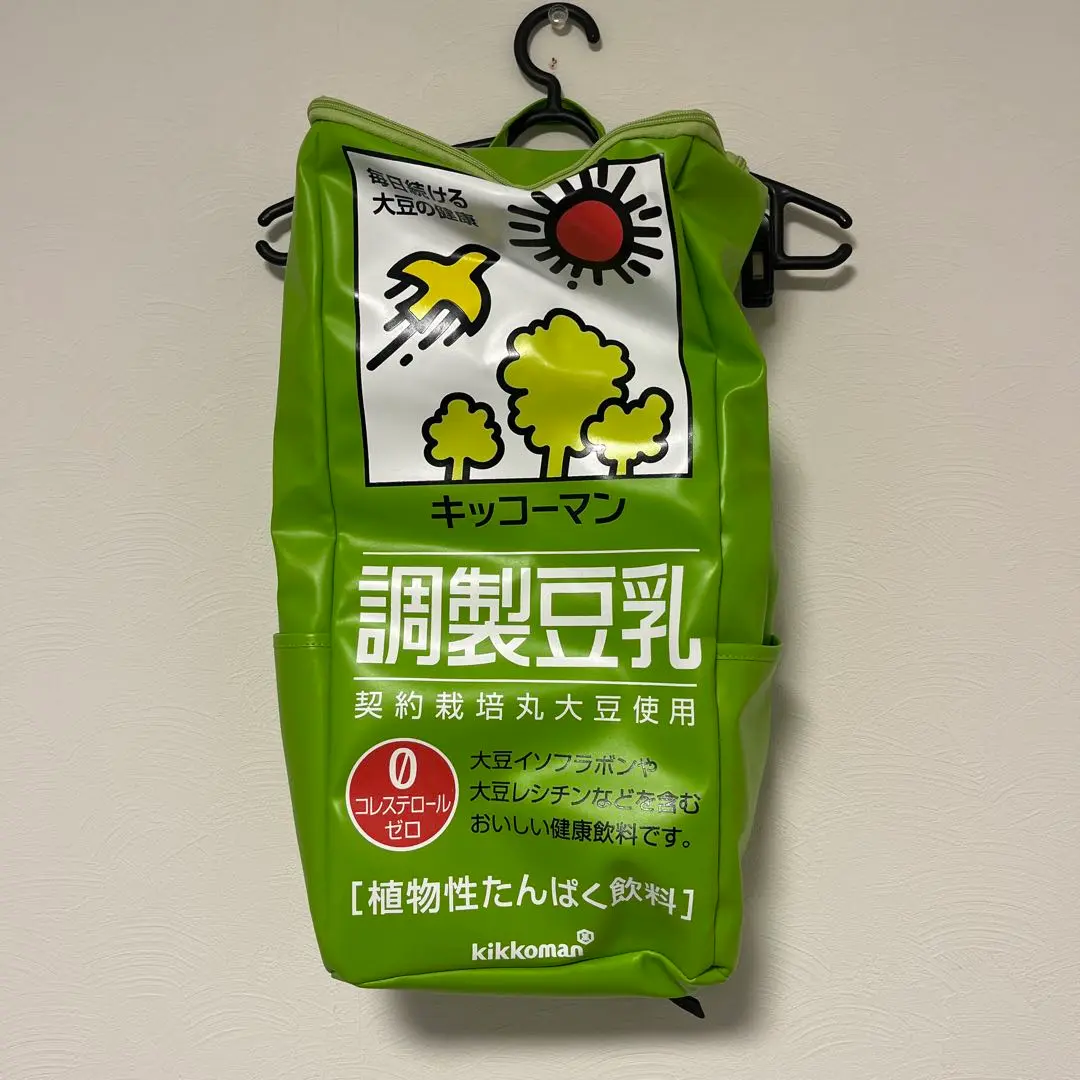 毎日続ける
大豆の健康
キッコーマン
調製豆乳
契約栽培丸大豆使用
0
コレステロール
ゼロ
大豆イソフラボンや
大豆レシチンなどを含む
おいしい健康飲料です。
[植物性たんぱく飲料]
kikkoman